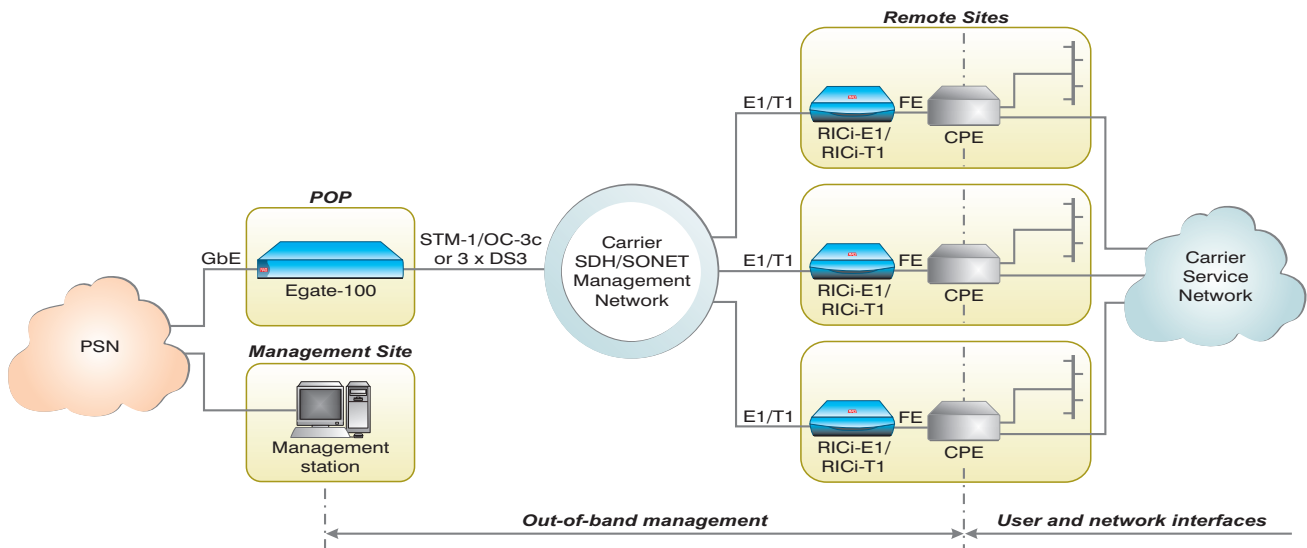 Remote Sites
E1/T1
FE
RICi-E1/
RICi-T1
CPE
POP
GbE
Egate-100
STM-1/OC-3c
or 3 x DS3
Carrier
SDH/SONET
Management
Network
E1/T1
FE
RICi-E1/
RICi-T1
CPE
Carrier
Service
Network
PSN
Management Site
Management
station
E1/T1
FE
RICi-E1/
RICi-T1
CPE
Out-of-band management
User and network interfaces